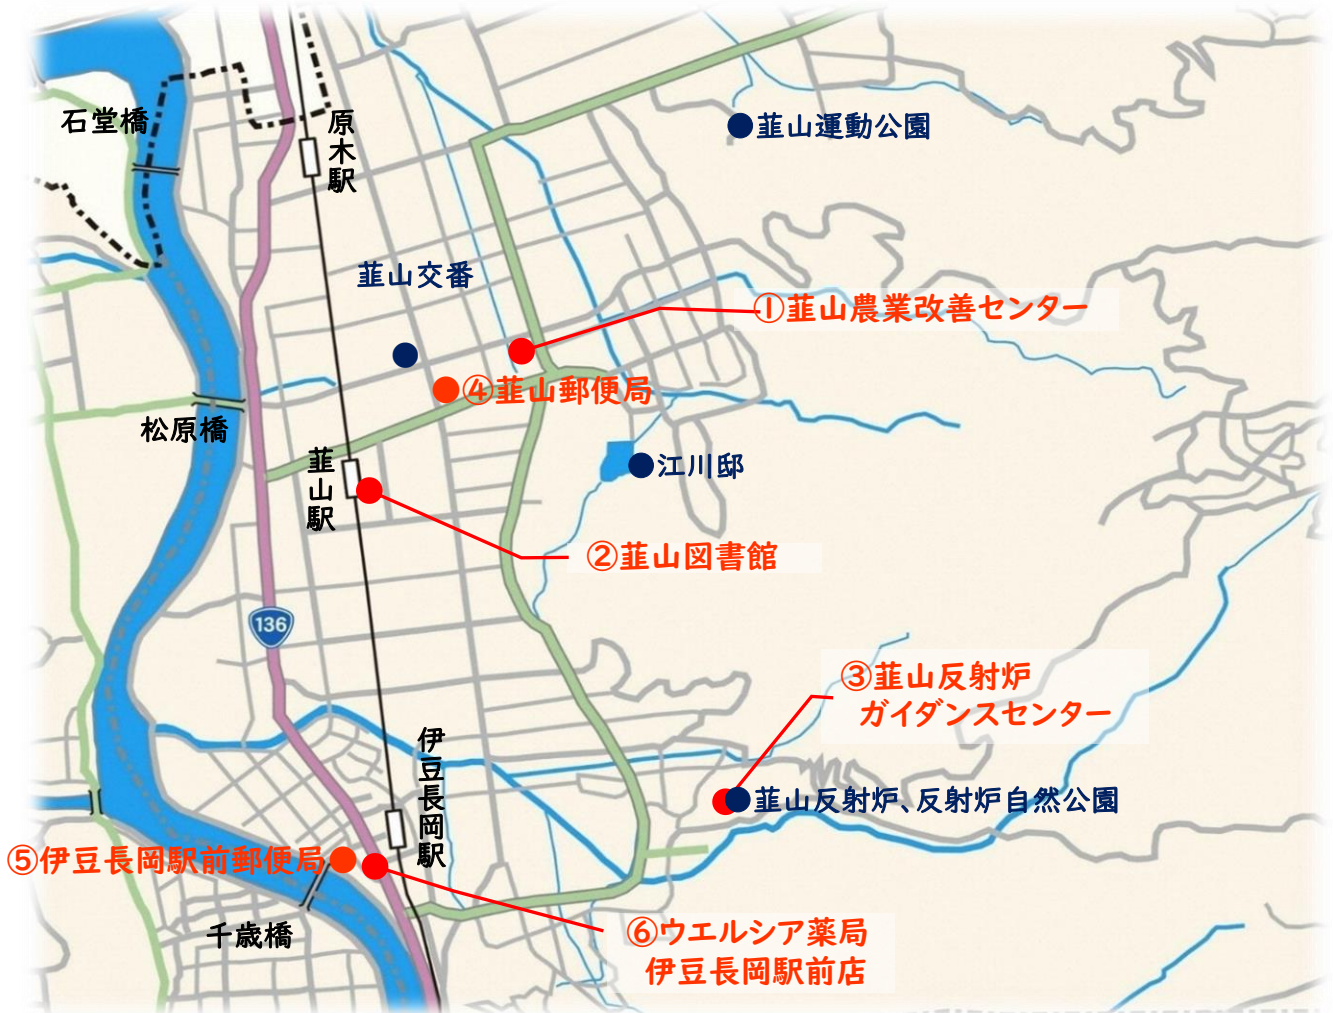 石堂橋
原木駅
韮山運動公園
韮山交番
①韮山農業改善センター
④韮山郵便局
松原橋
韮山駅
江川邸
②韮山図書館
136
③韮山反射炉
ガイダンスセンター
伊豆長岡駅
韮山反射炉、反射炉自然公園
⑤伊豆長岡駅前郵便局
千歳橋
⑥ウエルシア薬局
伊豆長岡駅前店